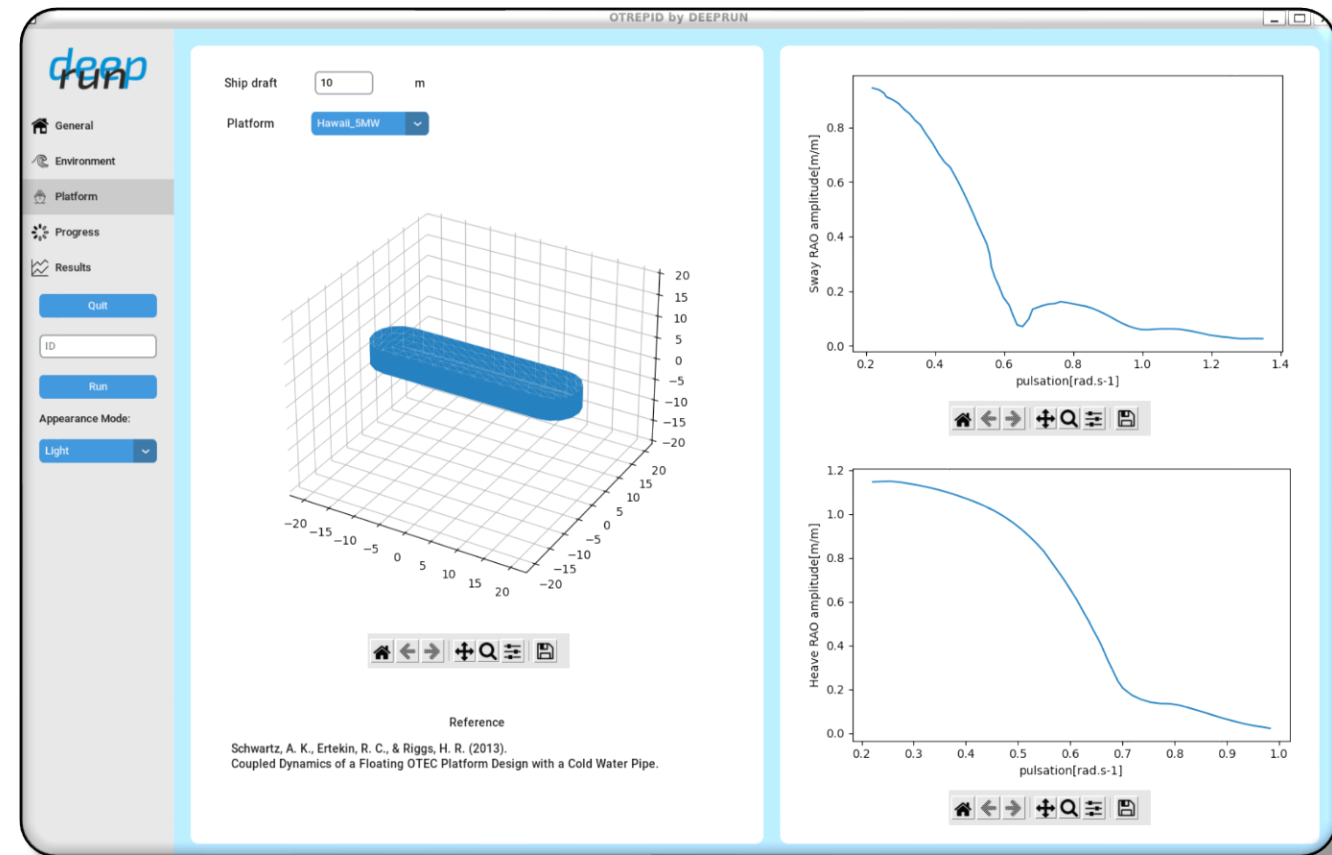 OTREPID by DEEPRUN
deep
run
General
Environment
Platform
Progress
Results
Quit
ID
Run
Appearance Mode:
Light
Ship draft 10 m
Platform Hawaii_5MW
20
15
10
5
0
−5
−10
−15
−20
20
15
10
5
0
−5
−10
−15
−20
−20
−15
−10
−5
0
5
10
15
20
Reference
Schwartz, A. K., Ertekin, R. C., & Riggs, H. R. (2013).
Coupled Dynamics of a Floating OTEC Platform Design with a Cold Water Pipe.
Sway RAO amplitude[m/m]
0.8
0.6
0.4
0.2
0.0
0.2 0.4 0.6 0.8 1.0 1.2 1.4
pulsation[rad.s-1]
Heave RAO amplitude[m/m]
1.2
1.0
0.8
0.6
0.4
0.2
0.0
0.2 0.3 0.4 0.5 0.6 0.7 0.8 0.9 1.0
pulsation[rad.s-1]